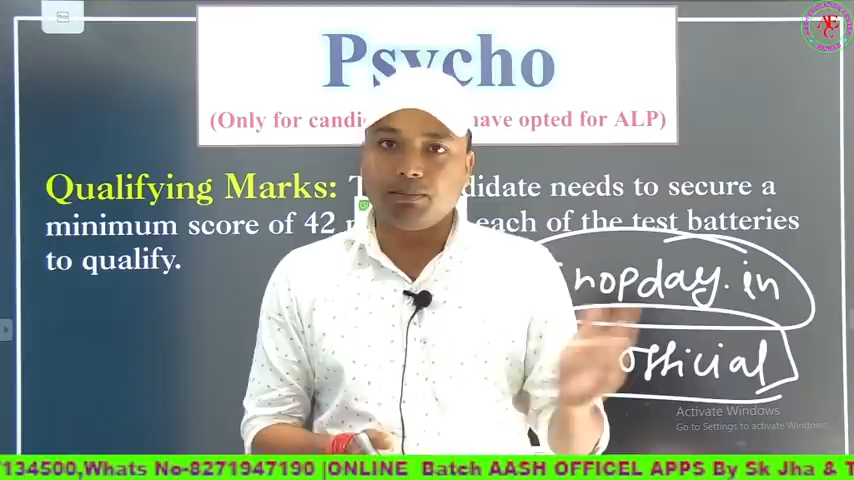 Psycho
(Only for candi have opted for ALP)
Qualifying Marks: didate needs to secure a
minimum score of 42 each of the test batteries
to qualify.
nopday.in
official
Activate Windows
Go to Settings to activate Windows.
134500,Whats No-8271947190 |ONLINE Batch AASH OFFICEL APPS By Sk Jha & T